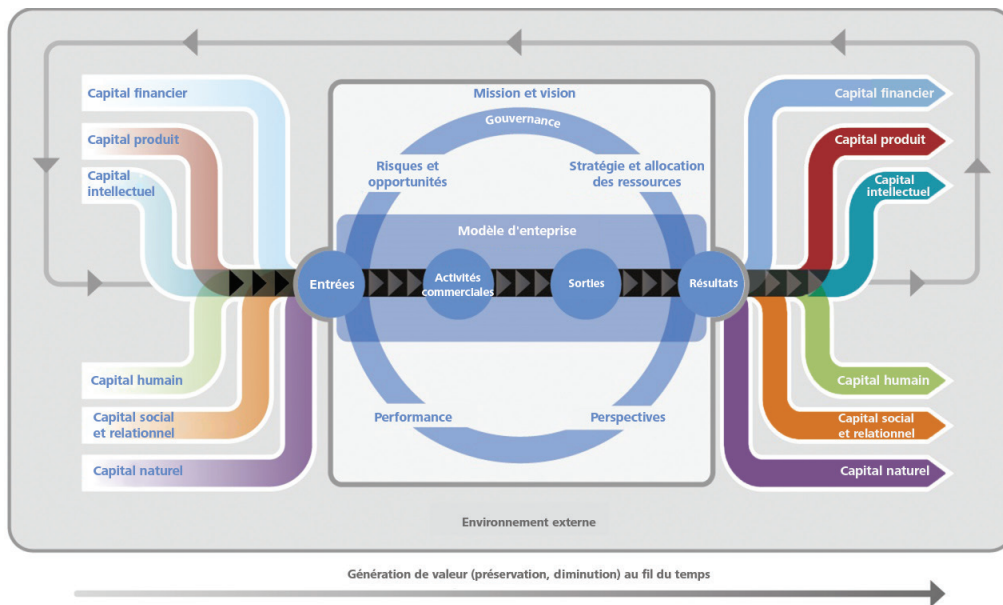 Capital financier
Capital produit
Capital
intellectuel
Capital humain
Capital social
et relationnel
Capital naturel
Mission et vision
Gouvernance
Risques et
opportunités
Stratégie et allocation
des ressources
Modèle d'enteprise
Entrées
Activités
commerciales
Sorties
Résultats
Performance
Perspectives
Capital financier
Capital produit
Capital
intellectuel
Capital humain
Capital social
et relationnel
Capital naturel
Environnement externe
Génération de valeur (préservation, diminution) au fil du temps